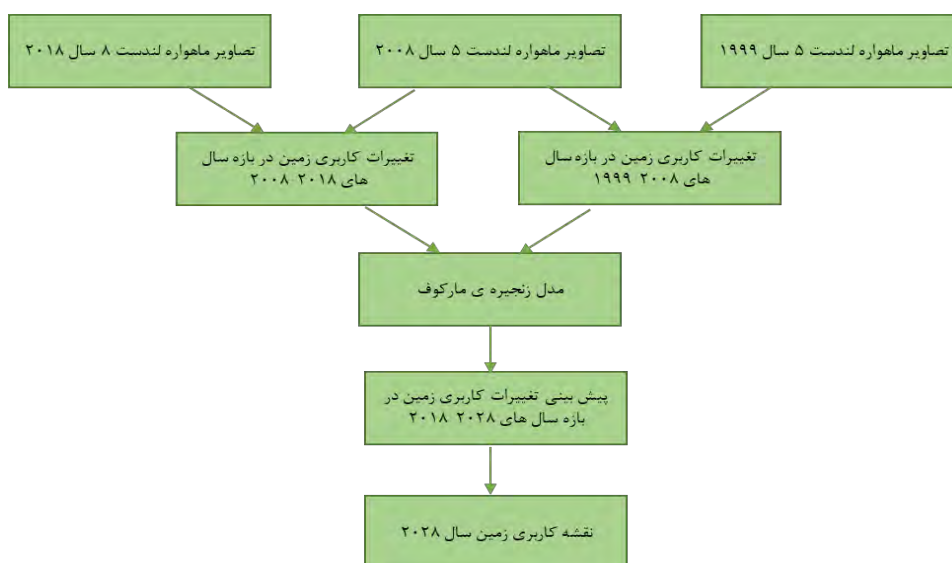 تصاویر ماهواره لندست ۵ سال ۱۹۹۹
تصاویر ماهواره لندست ۵ سال ۲۰۰۸
تصاویر ماهواره لندست ۸ سال ۲۰۱۸
تغییرات کاربری زمین در بازه سال
های ۲۰۰۸-۱۹۹۹
تغییرات کاربری زمین در بازه سال
های ۲۰۱۸-۲۰۰۸
مدل زنجیره ی مارکوف
پیش بینی تغییرات کاربری زمین در
بازه سال های ۲۰۲۸-۲۰۱۸
نقشه کاربری زمین سال ۲۰۲۸